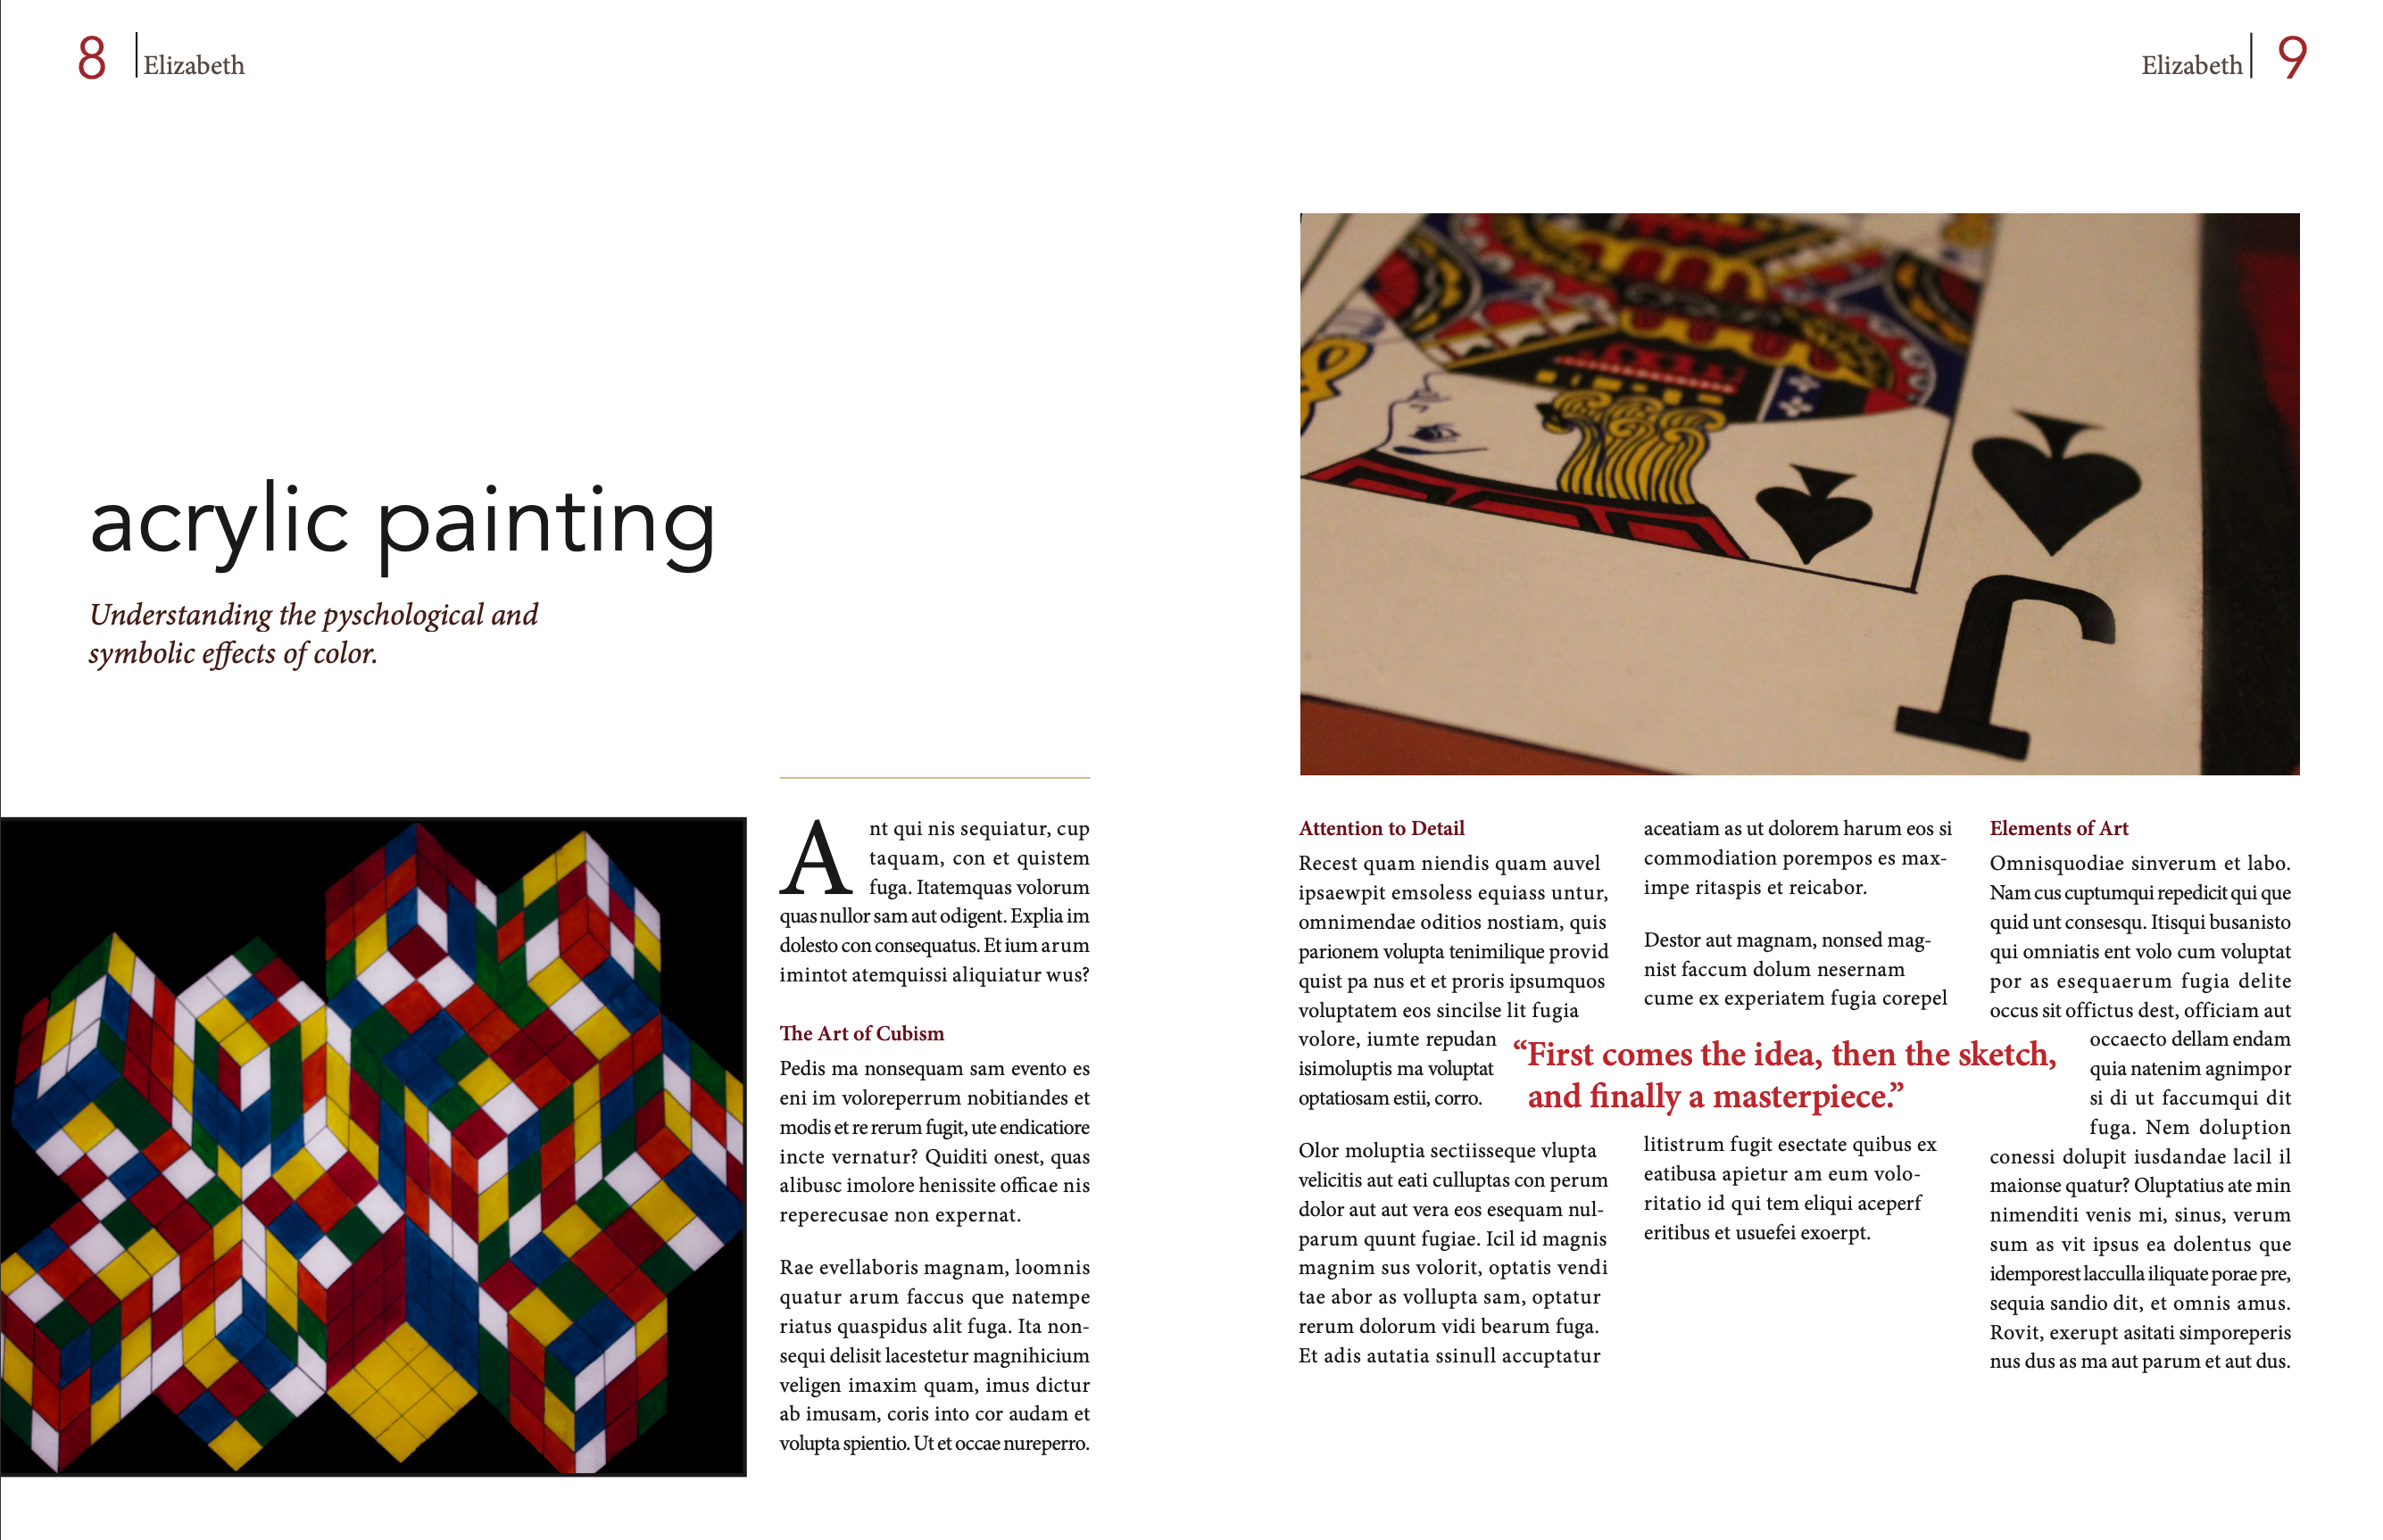 8
Elizabeth
Elizabeth
9
acrylic painting
Understanding the pyschological and
symbolic effects of color.
Ant qui nis sequiatur, cup
taquam, con et quistem
fuga. Itatemquas volorum
quas nullor sam aut odigent. Explia im
dolesto con consequatus. Et ium arum
imintot atemquissi aliquiatur wus?
The Art of Cubism
Pedis ma nonsequam sam evento es
eni im voloreperrum nobitiandes et
modis et re rerum fugit, ute endicatiore
incte vernatur? Quiditi onest, quas
alibusc imolore henissite officae nis
reperecusae non expernat.
Rae evellaboris magnam, loomnis
quatur arum faccus que natempe
riatus quaspidus alit fuga. Ita non-
sequi delisit lacestetur magnihicium
veligen imaxim quam, imus dictur
ab imusam, coris into cor audam et
volupta spientio. Ut et occae nureperro.
J
Attention to Detail
Recest quam niendis quam auvel
ipsaewpit emsoless equiass untur,
omnimendae oditios nostiam, quis
parionem volupta tenimilique provid
quist pa nus et et proris ipsumquos
voluptatem eos sincilse lit fugia
volore, iumte repudan
isimoluptis ma voluptat
optatiosam estii, corro.
Olor moluptia sectiisseque vlupta
velicitis aut eati culluptas con perum
dolor aut aut vera eos esequam nul-
parum quunt fugiae. Icil id magnis
magnim sus volorit, optatis vendi
tae abor as vollupta sam, optatur
rerum dolorum vidi bearum fuga.
Et adis autatia ssinull accuptatur
aceatiam as ut dolorem harum eos si
commodiation porempos es max-
impe ritaspis et reicabor.
Destor aut magnam, nonsed mag-
nist faccum dolum nesernam
cume ex experiatem fugia corepel
“First comes the idea, then the sketch,
and finally a masterpiece.”
litistrum fugit esectate quibus ex
eatibusa apietur am eum volo-
ritatio id qui tem eliqui aceperf
eritibus et usuefei exoerpt.
Elements of Art
Omnisquodiae sinverum et labo.
Nam cus cuptumqui repedicit qui que
quid unt consesqu. Itisqui busanisto
qui omniatis ent volo cum voluptat
por as esequaerum fugia delite
occus sit offictus dest, officiam aut
occaecto dellam endam
quia natenim agnimpor
si di ut faccumqui dit
fuga. Nem doluption
conessi dolupit iusdandae lacil il
maionse quatur? Oluptatius ate min
nimenditi venis mi, sinus, verum
sum as vit ipsus ea dolentus que
idemporest lacculla iliquate porae pre,
sequia sandio dit, et omnis amus.
Rovit, exerupt asitati simporeperis
nus dus as ma aut parum et aut dus.